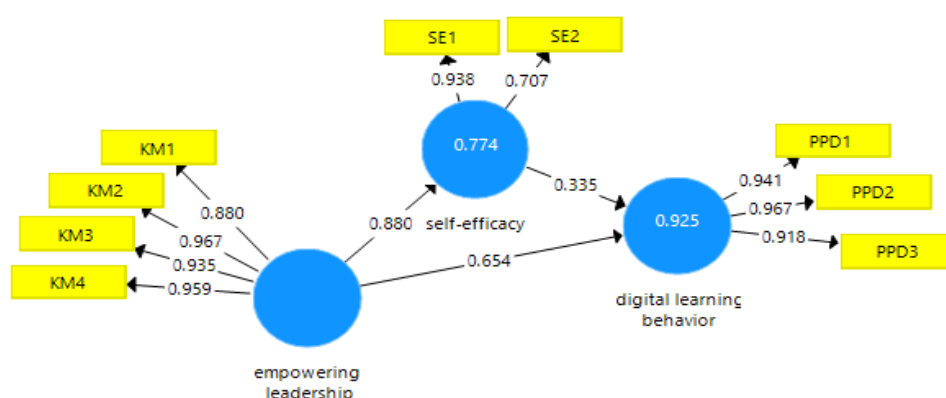 SE1
SE2
0.938
0.707
KM1
KM2
KM3
KM4
0.880
0.967
0.935
0.959
0.774
self-efficacy
0.880
0.335
0.654
PPD1
PPD2
PPD3
0.941
0.967
0.918
0.925
digital learning
behavior
empowering
leadership